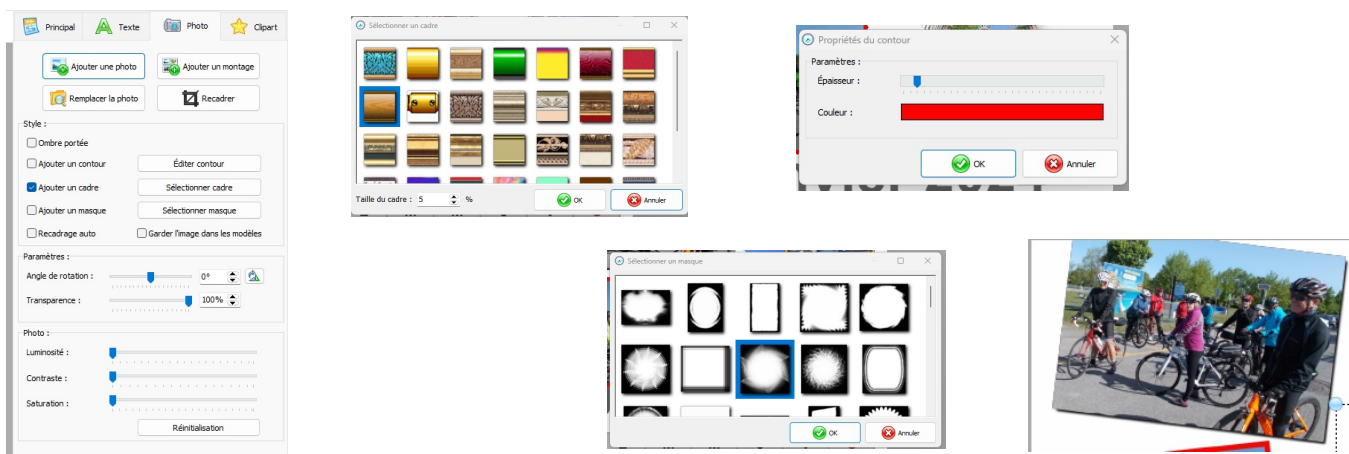 Principal Texte Photo Clipart
Ajouter une photo Ajouter un montage
Remplacer la photo Recadrer
Style :
Ombre portée
Ajouter un contour Éditer contour
Ajouter un cadre Sélectionner cadre
Ajouter un masque Sélectionner masque
Recadrage auto Garder l'image dans les modèles
Paramètres :
Angle de rotation : 0°
Transparence : 100%
Photo :
Luminosité :
Contraste :
Saturation :
Réinitialisation
Sélectionner un cadre
Taille du cadre : 5 %
OK Annuler
Propriétés du contour
Paramètres :
Épaisseur :
Couleur :
OK Annuler
Sélectionner un masque
OK Annuler